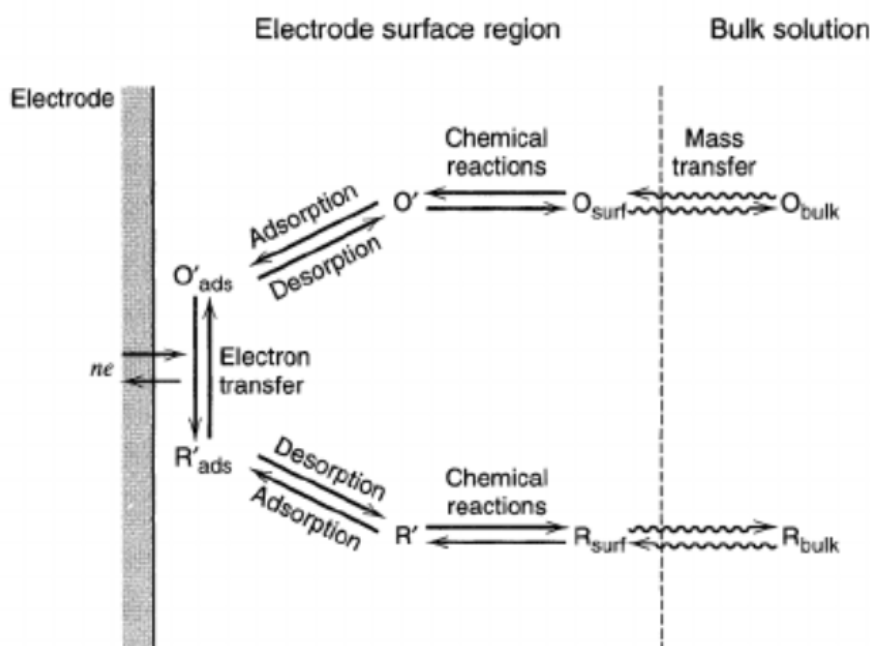 Electrode surface region
Bulk solution
Electrode
Chemical
reactions
Mass
transfer
Adsorption
Desorption
O'
O_surf
O_bulk
O'_ads
ne
Electron
transfer
R'_ads
Desorption
Adsorption
Chemical
reactions
R'
R_surf
R_bulk